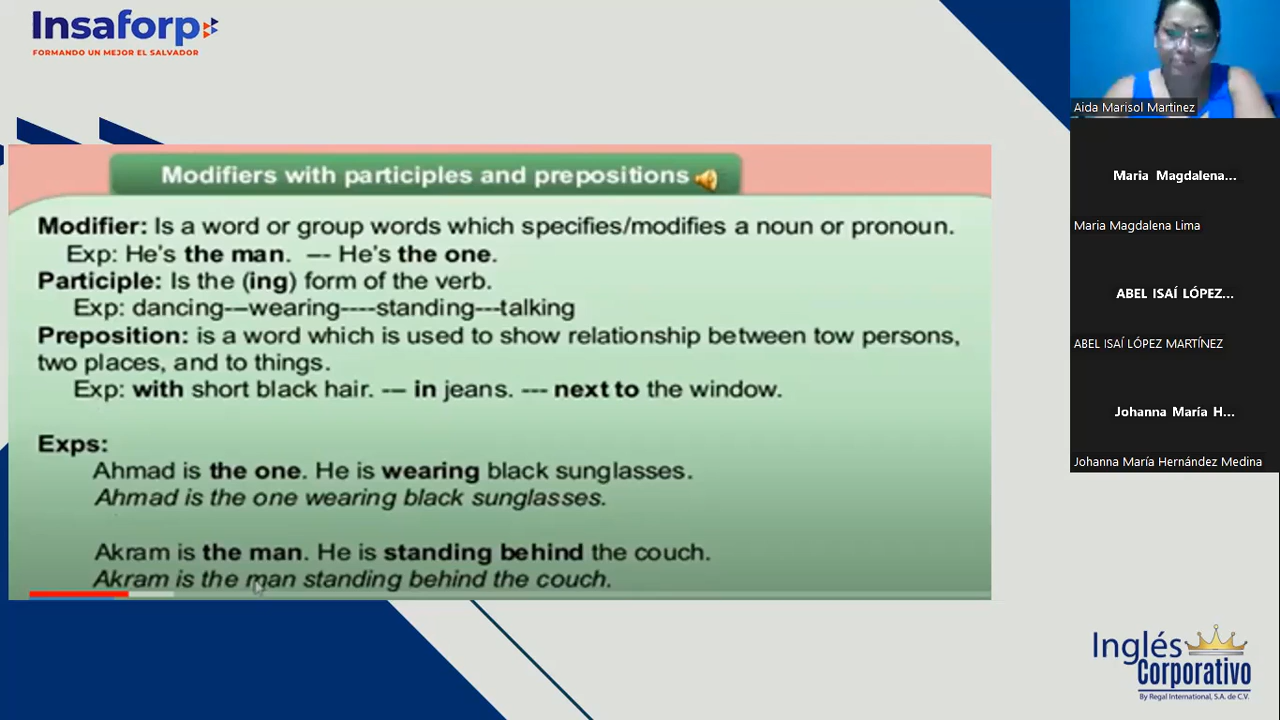 Insaforp
FORMANDO UN MEJOR EL SALVADOR
Modifiers with participles and prepositions
Modifier: Is a word or group words which specifies/modifies a noun or pronoun.
Exp: He's the man. --- He's the one.
Participle: Is the (ing) form of the verb.
Exp: dancing---wearing----standing---talking
Preposition: is a word which is used to show relationship between tow persons,
two places, and to things.
Exp: with short black hair. --- in jeans. --- next to the window.
Exps:
Ahmad is the one. He is wearing black sunglasses.
Ahmad is the one wearing black sunglasses.
Akram is the man. He is standing behind the couch.
Akram is the man standing behind the couch.
Aida Marisol Martinez
Maria Magdalena...
Maria Magdalena Lima
ABEL ISAÍ LÓPEZ...
ABEL ISAÍ LÓPEZ MARTÍNEZ
Johanna María H...
Johanna María Hernández Medina
Inglés
Corporativo
By Regal International, S.A. de C.V.